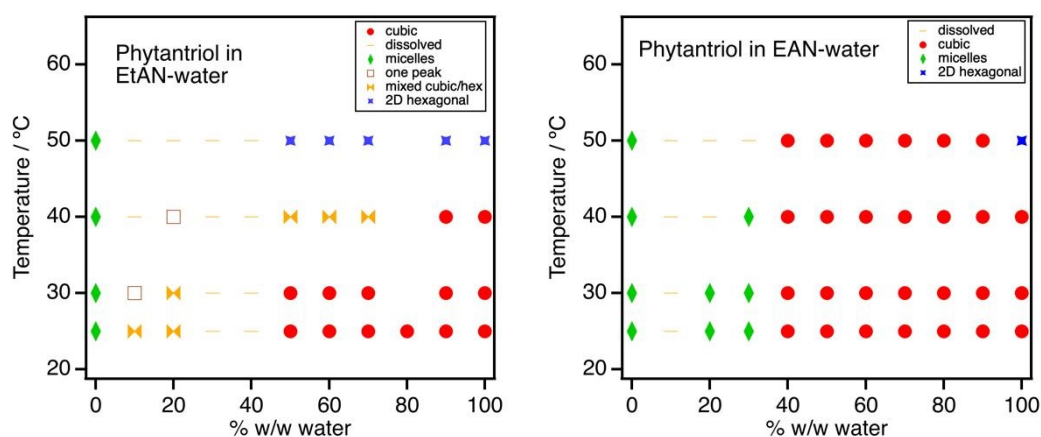 Phytantriol in
EtAN-water
cubic
dissolved
micelles
one peak
mixed cubic/hex
2D hexagonal
Temperature / ºC
60
50
40
30
20
0
20
40
60
80
100
% w/w water
Phytantriol in EAN-water
dissolved
cubic
micelles
2D hexagonal
Temperature / ºC
60
50
40
30
20
0
20
40
60
80
100
% w/w water